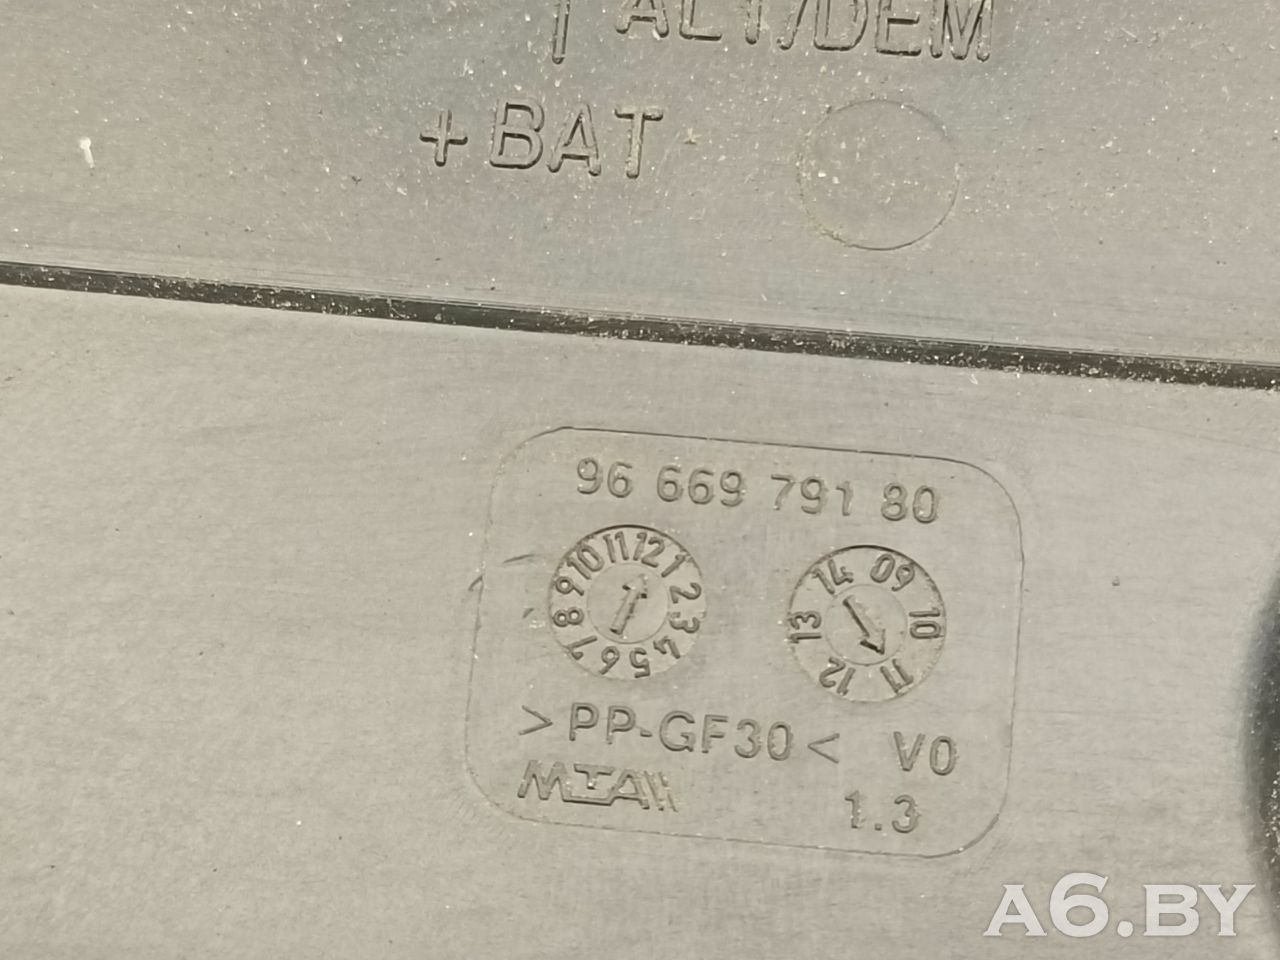 ALT/DEM
+BAT
96 669 791 80
1 2 3 4 5 6 7 8 9 10 11 12
09 10 11 12 13 14
>PP-GF30< V0
MTA
1.3
A6.BY